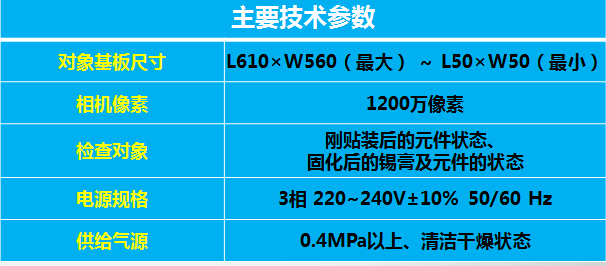 主要技术参数
对象基板尺寸 L610×W560（最大） ~ L50×W50（最小）
相机像素 1200万像素
检查对象 刚贴装后的元件状态、
固化后的锡膏及元件的状态
电源规格 3相 220~240V±10% 50/60 Hz
供给气源 0.4MPa以上、清洁干燥状态